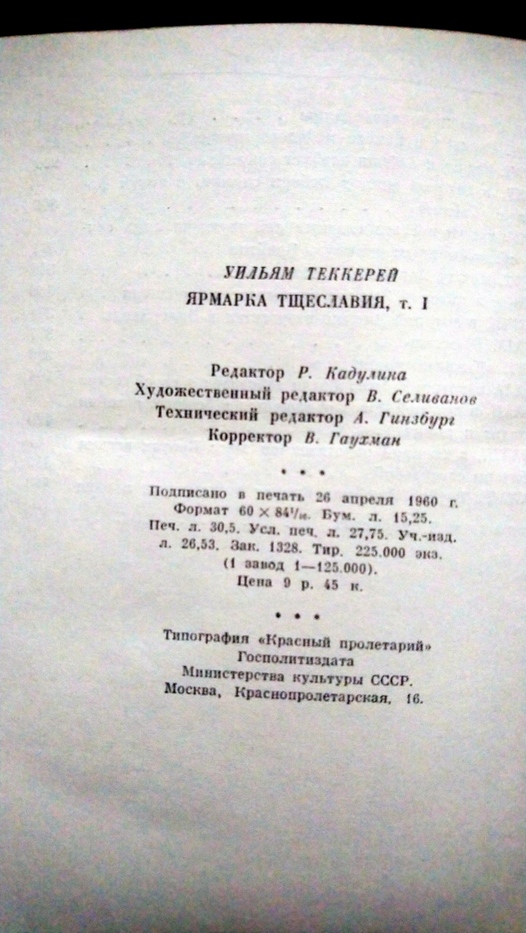 УИЛЬЯМ ТЕККЕРЕЙ
ЯРМАРКА ТЩЕСЛАВИЯ, т. I
Редактор Р. Кадулина
Художественный редактор В. Селиванов
Технический редактор А. Гинзбург
Корректор В. Гаухман
• • •
Подписано в печать 26 апреля 1960 г.
Формат 60 × 84¹/₁₆. Бум. л. 15,25.
Печ. л. 30,5. Усл. печ. л. 27,75. Уч.-изд.
л. 26,53. Зак. 1328. Тир. 225.000 экз.
(1 завод 1—125.000).
Цена 9 р. 45 к.
• • •
Типография «Красный пролетарий»
Госполитиздата
Министерства культуры СССР.
Москва, Краснопролетарская, 16.